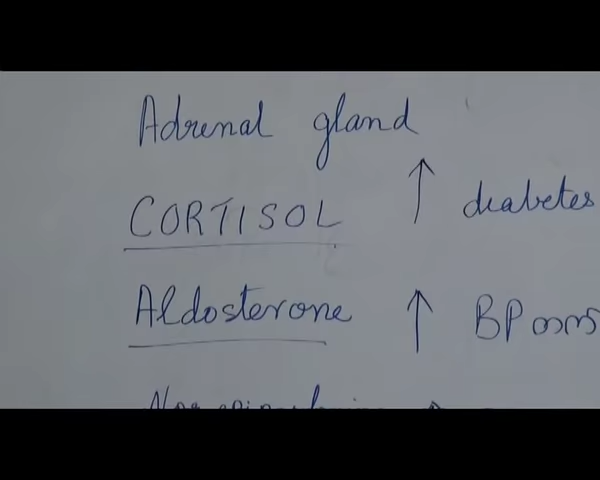 Adrenal gland
CORTISOL ↑ diabetes
Aldosterone ↑ BP